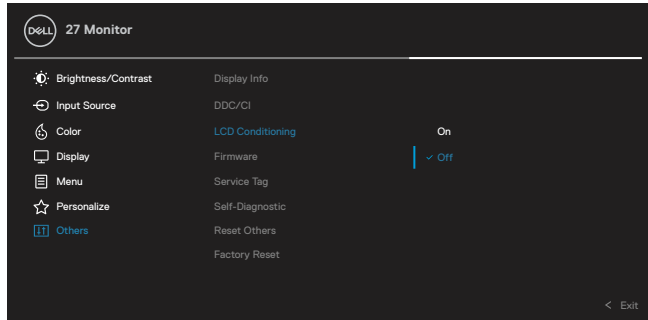 DELL 27 Monitor
Brightness/Contrast Display Info
Input Source DDC/CI
Color LCD Conditioning On
Display Firmware ✓ Off
Menu Service Tag
Personalize Self-Diagnostic
Others Reset Others
Factory Reset
< Exit